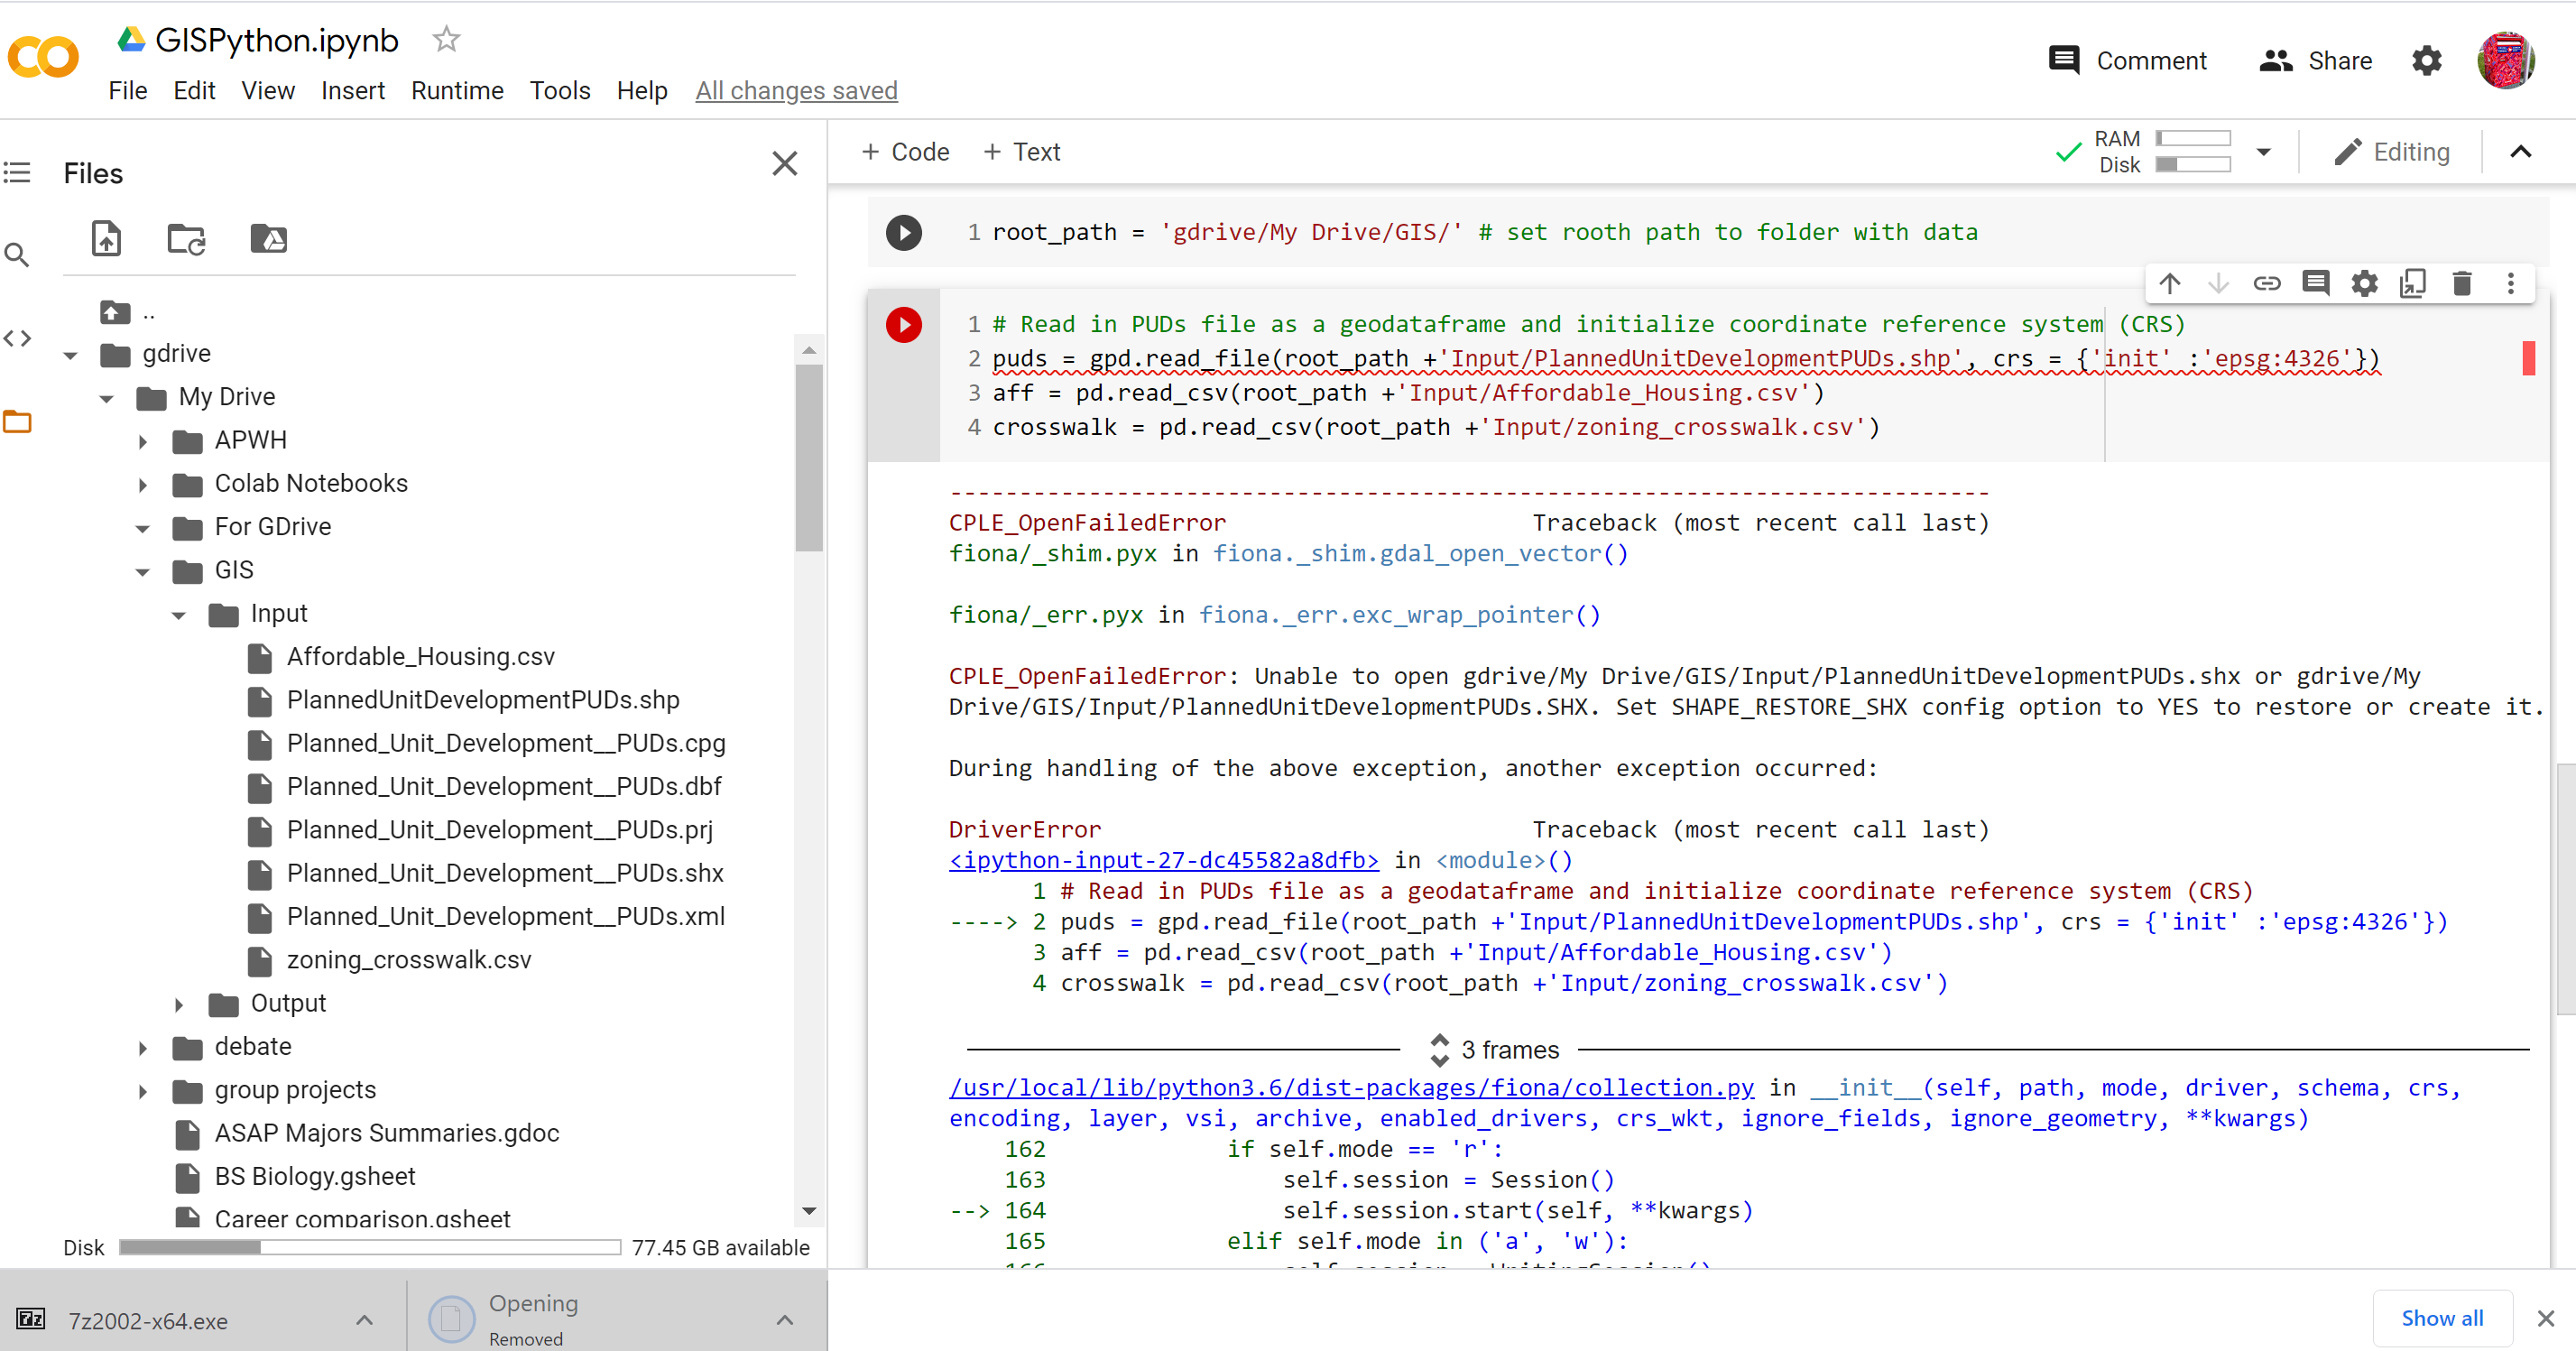 GISPython.ipynb
File Edit View Insert Runtime Tools Help All changes saved
Comment Share
Files
..
gdrive
My Drive
APWH
Colab Notebooks
For GDrive
GIS
Input
Affordable_Housing.csv
PlannedUnitDevelopmentPUDs.shp
Planned_Unit_Development__PUDs.cpg
Planned_Unit_Development__PUDs.dbf
Planned_Unit_Development__PUDs.prj
Planned_Unit_Development__PUDs.shx
Planned_Unit_Development__PUDs.xml
zoning_crosswalk.csv
Output
debate
group projects
ASAP Majors Summaries.gdoc
BS Biology.gsheet
Career comparison.gsheet
Disk 77.45 GB available
+ Code + Text
RAM
Disk
Editing
1 root_path = 'gdrive/My Drive/GIS/' # set rooth path to folder with data
1 # Read in PUDs file as a geodataframe and initialize coordinate reference system (CRS)
2 puds = gpd.read_file(root_path +'Input/PlannedUnitDevelopmentPUDs.shp', crs = {'init' :'epsg:4326'})
3 aff = pd.read_csv(root_path +'Input/Affordable_Housing.csv')
4 crosswalk = pd.read_csv(root_path +'Input/zoning_crosswalk.csv')
---------------------------------------------------------------------------
CPLE_OpenFailedError Traceback (most recent call last)
fiona/_shim.pyx in fiona._shim.gdal_open_vector()
fiona/_err.pyx in fiona._err.exc_wrap_pointer()
CPLE_OpenFailedError: Unable to open gdrive/My Drive/GIS/Input/PlannedUnitDevelopmentPUDs.shx or gdrive/My
Drive/GIS/Input/PlannedUnitDevelopmentPUDs.SHX. Set SHAPE_RESTORE_SHX config option to YES to restore or create it.
During handling of the above exception, another exception occurred:
DriverError Traceback (most recent call last)
<ipython-input-27-dc45582a8dfb> in <module>()
1 # Read in PUDs file as a geodataframe and initialize coordinate reference system (CRS)
----> 2 puds = gpd.read_file(root_path +'Input/PlannedUnitDevelopmentPUDs.shp', crs = {'init' :'epsg:4326'})
3 aff = pd.read_csv(root_path +'Input/Affordable_Housing.csv')
4 crosswalk = pd.read_csv(root_path +'Input/zoning_crosswalk.csv')
3 frames
/usr/local/lib/python3.6/dist-packages/fiona/collection.py in __init__(self, path, mode, driver, schema, crs,
encoding, layer, vsi, archive, enabled_drivers, crs_wkt, ignore_fields, ignore_geometry, **kwargs)
162 if self.mode == 'r':
163 self.session = Session()
--> 164 self.session.start(self, **kwargs)
165 elif self.mode in ('a', 'w'):
7z2002-x64.exe
Opening
Removed
Show all